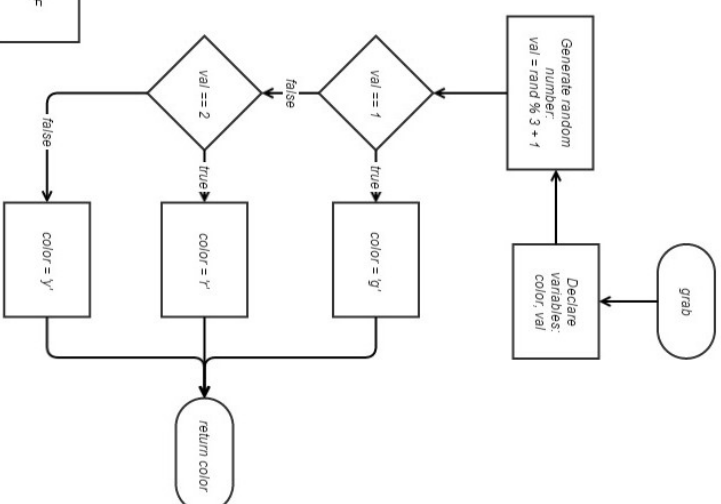 grab
Declare
variables:
color, val
Generate random
number:
val = rand % 3 + 1
val == 1
true
color = 'g'
false
val == 2
true
color = 'r'
false
color = 'y'
return color